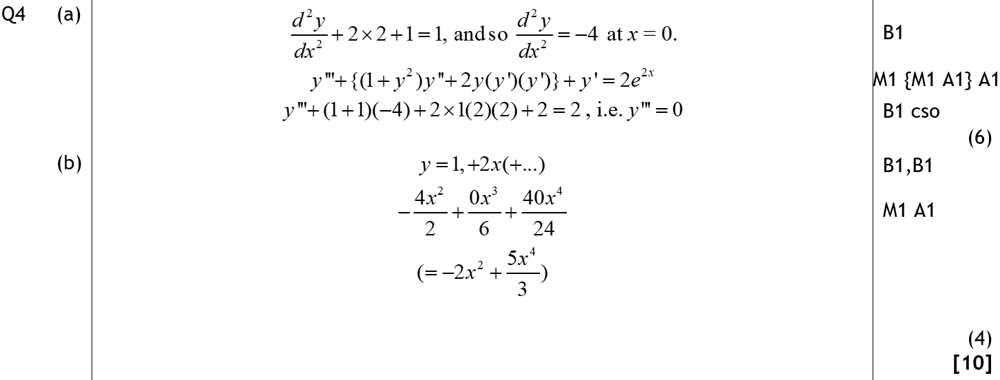 Q4 (a) d²y/dx² + 2×2+1=1, and so d²y/dx² = −4 at x = 0. B1
y'''+{(1+y²)y''+2y(y')(y')}+y' = 2e²ˣ M1 {M1 A1} A1
y'''+(1+1)(−4)+2×1(2)(2)+2 = 2, i.e. y''' = 0 B1 cso
(6)
(b) y = 1, +2x(+...) B1,B1
−4x²/2 + 0x³/6 + 40x⁴/24 M1 A1
(= −2x² + 5x⁴/3)
(4)
[10]